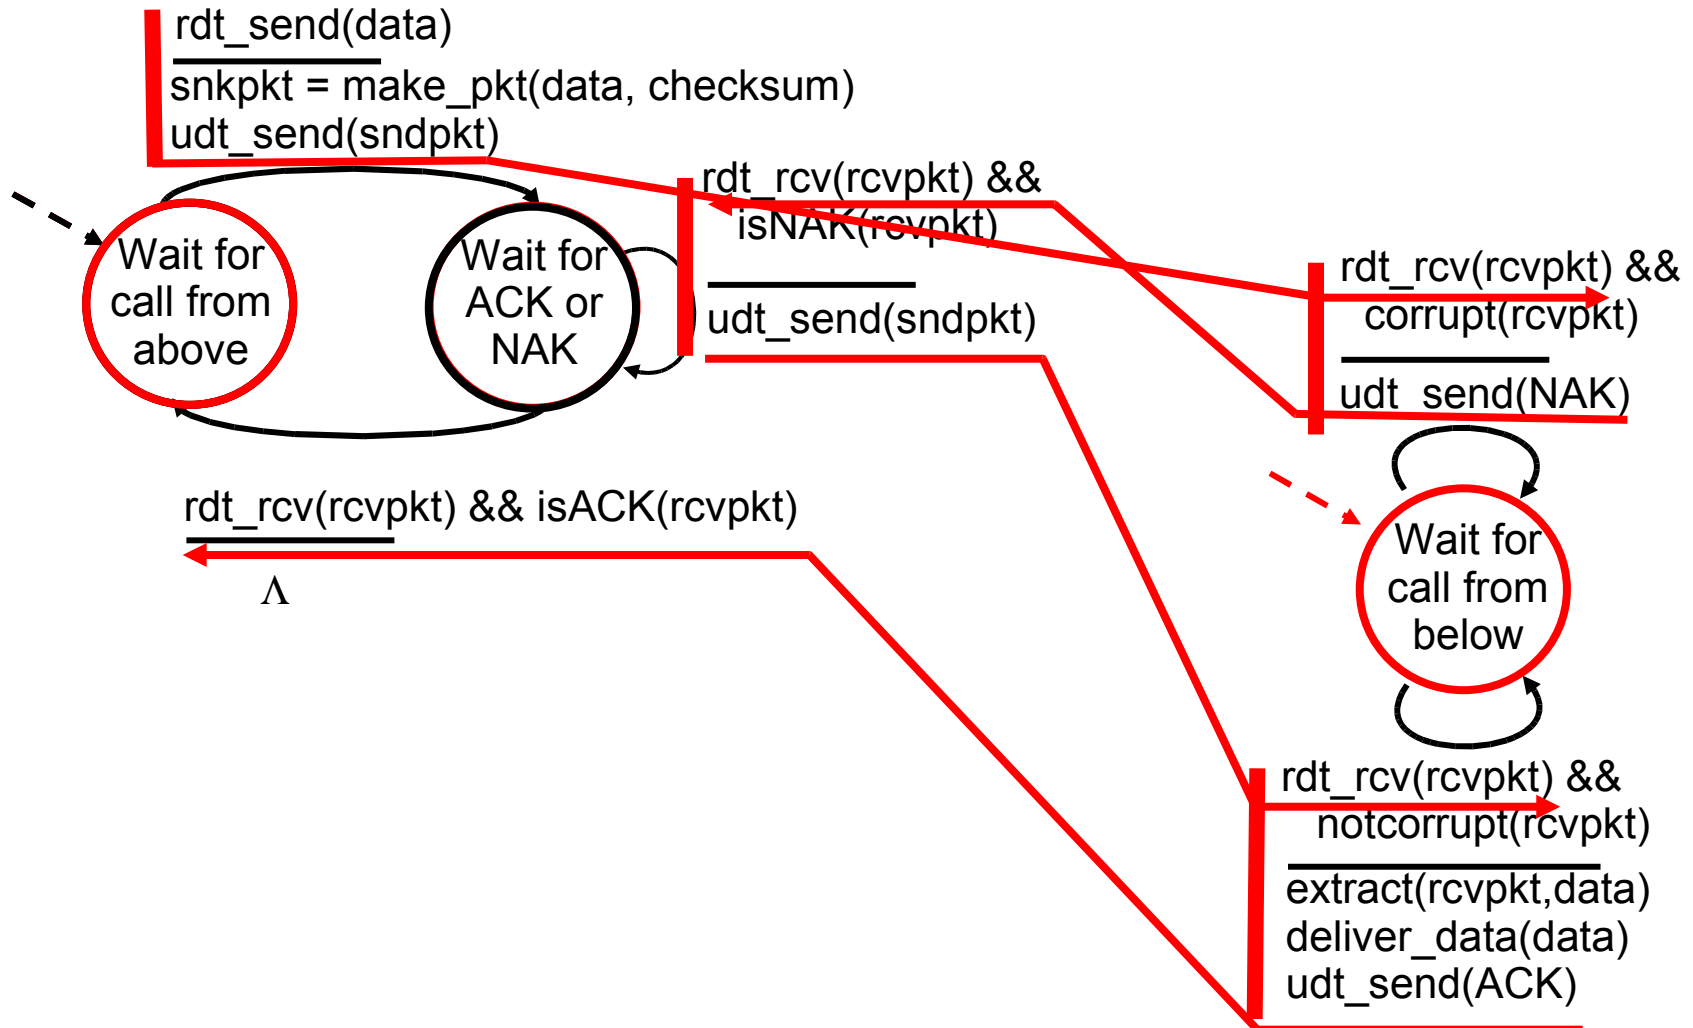 rdt_send(data)
snkpkt = make_pkt(data, checksum)
udt_send(sndpkt)
rdt_rcv(rcvpkt) &&
isNAK(rcvpkt)
udt_send(sndpkt)
Wait for
call from
above
Wait for
ACK or
NAK
rdt_rcv(rcvpkt) && isACK(rcvpkt)
Λ
rdt_rcv(rcvpkt) &&
corrupt(rcvpkt)
udt_send(NAK)
Wait for
call from
below
rdt_rcv(rcvpkt) &&
notcorrupt(rcvpkt)
extract(rcvpkt,data)
deliver_data(data)
udt_send(ACK)